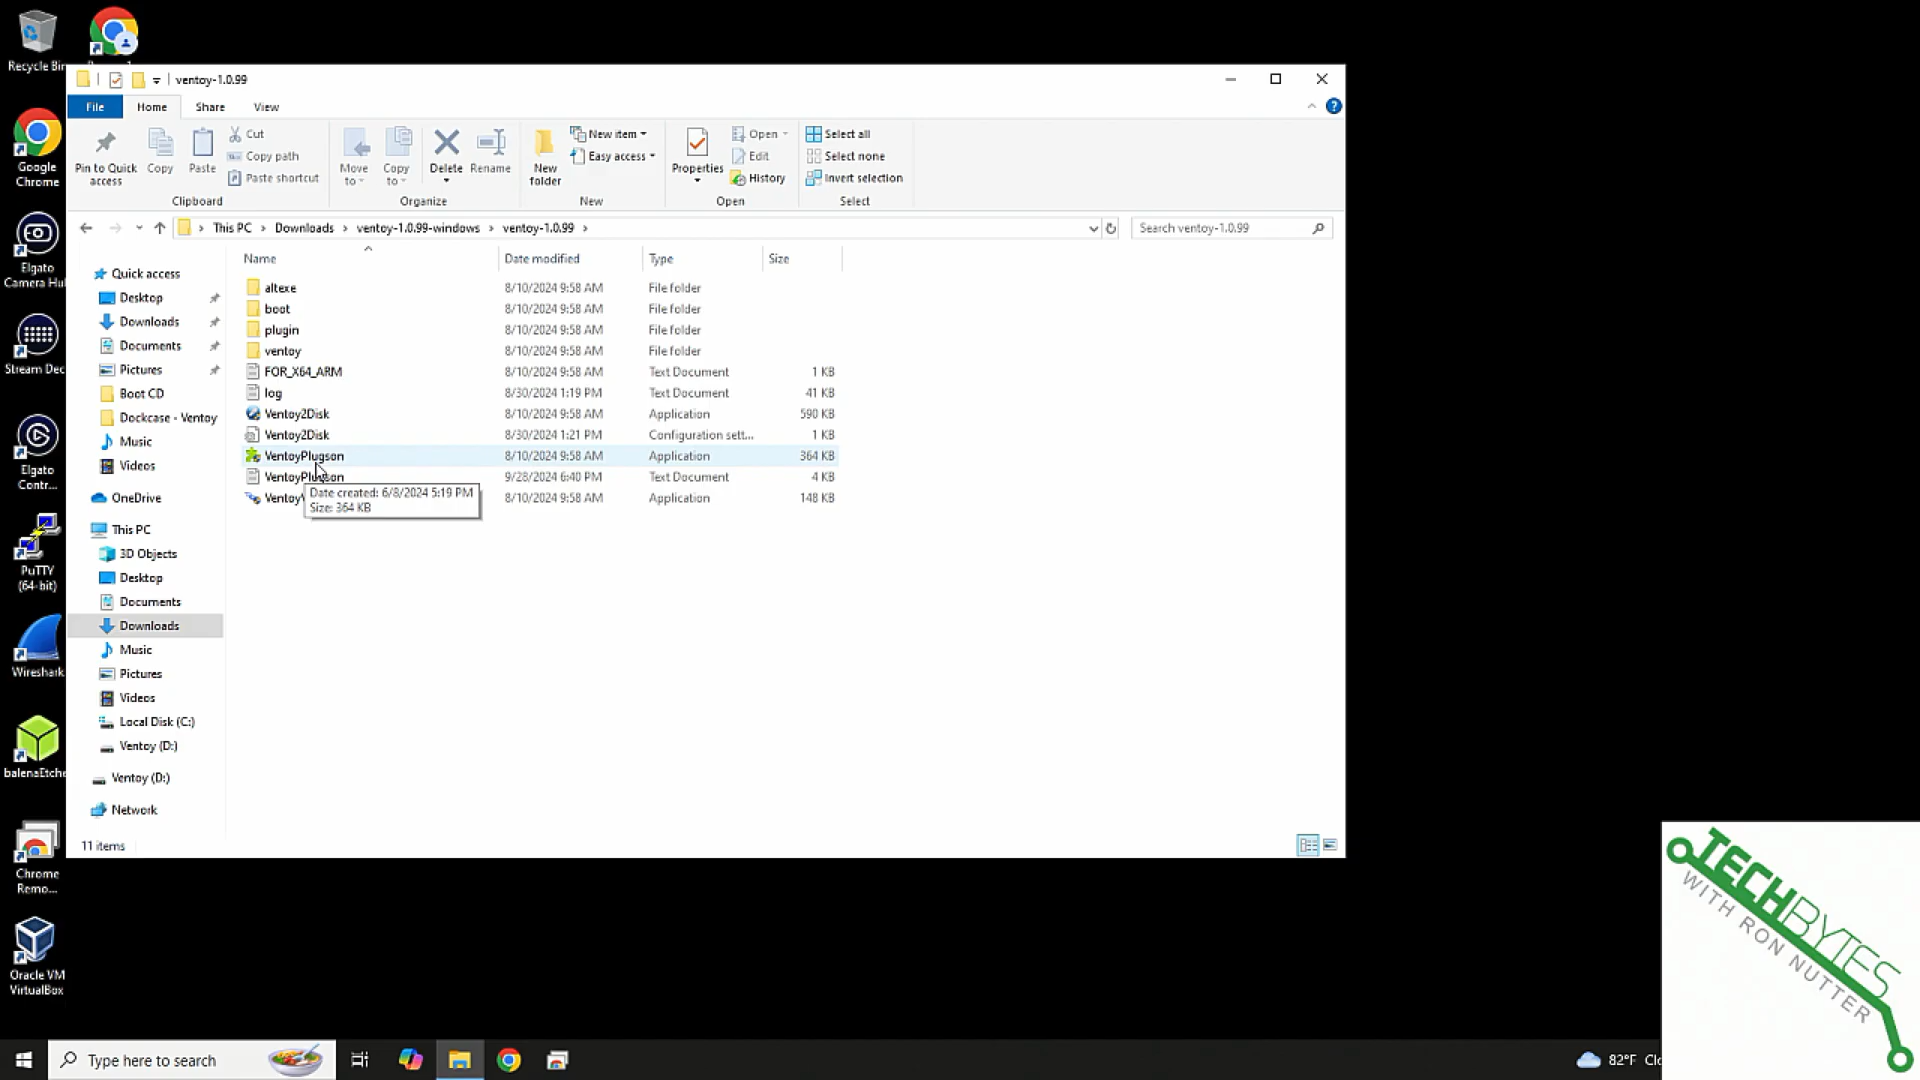 Recycle Bin
ventoy-1.0.99
File
Home
Share
View
Pin to Quick access
Copy
Paste
Cut
Copy path
Paste shortcut
Clipboard
Move to
Copy to
Delete
Rename
Organize
New folder
New item
Easy access
New
Properties
Open
Edit
History
Open
Select all
Select none
Invert selection
Select
This PC > Downloads > ventoy-1.0.99-windows > ventoy-1.0.99 >
Search ventoy-1.0.99
Name Date modified Type Size
altexe 8/10/2024 9:58 AM File folder
boot 8/10/2024 9:58 AM File folder
plugin 8/10/2024 9:58 AM File folder
ventoy 8/10/2024 9:58 AM File folder
FOR_X64_ARM 8/10/2024 9:58 AM Text Document 1 KB
log 8/30/2024 1:19 PM Text Document 41 KB
Ventoy2Disk 8/10/2024 9:58 AM Application 590 KB
Ventoy2Disk 8/30/2024 1:21 PM Configuration sett... 1 KB
VentoyPlugson 8/10/2024 9:58 AM Application 364 KB
VentoyPlugson 9/28/2024 6:40 PM Text Document 4 KB
8/10/2024 9:58 AM Application 148 KB
Date created: 6/8/2024 5:19 PM
Size: 364 KB
Quick access
Desktop
Downloads
Documents
Pictures
Boot CD
Dockcase - Ventoy
Music
Videos
OneDrive
This PC
3D Objects
Desktop
Documents
Downloads
Music
Pictures
Videos
Local Disk (C:)
Ventoy (D:)
Ventoy (D:)
Network
11 items
Google
Chrome
Elgato
Camera Hu
Stream Dec
Elgato
Contr...
PuTTY
(64-bit)
Wireshark
balenaEtche
Chrome
Remo...
Oracle VM
VirtualBox
Type here to search
82°F Clo
TECHBYTES
WITH RON NUTTER